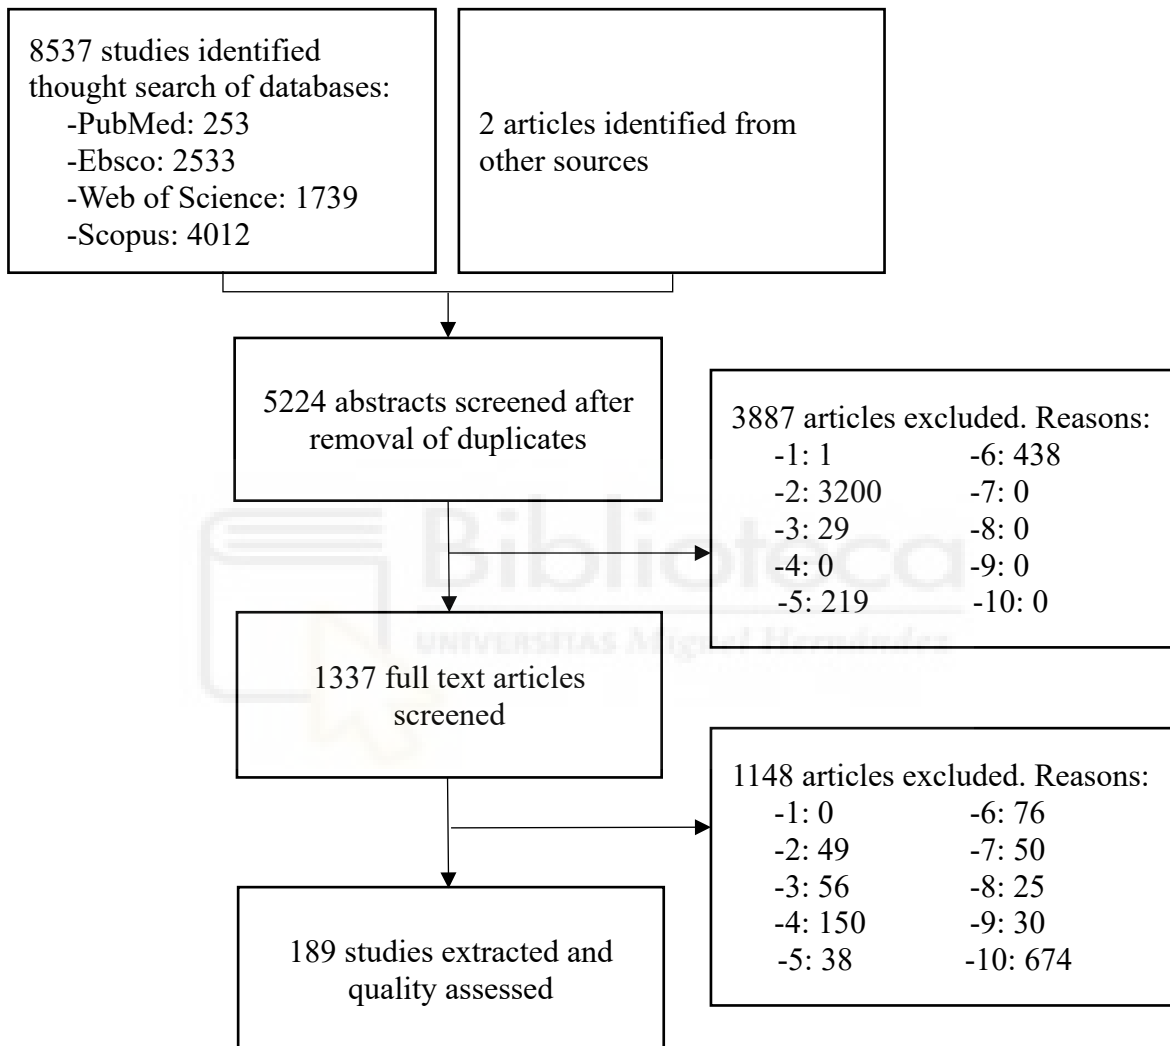 8537 studies identified
thought search of databases:
-PubMed: 253
-Ebsco: 2533
-Web of Science: 1739
-Scopus: 4012
2 articles identified from
other sources
5224 abstracts screened after
removal of duplicates
3887 articles excluded. Reasons:
-1: 1 -6: 438
-2: 3200 -7: 0
-3: 29 -8: 0
-4: 0 -9: 0
-5: 219 -10: 0
Biblioteca
UNIVERSITAS Miguel Hernández
1337 full text articles
screened
1148 articles excluded. Reasons:
-1: 0 -6: 76
-2: 49 -7: 50
-3: 56 -8: 25
-4: 150 -9: 30
-5: 38 -10: 674
189 studies extracted and
quality assessed